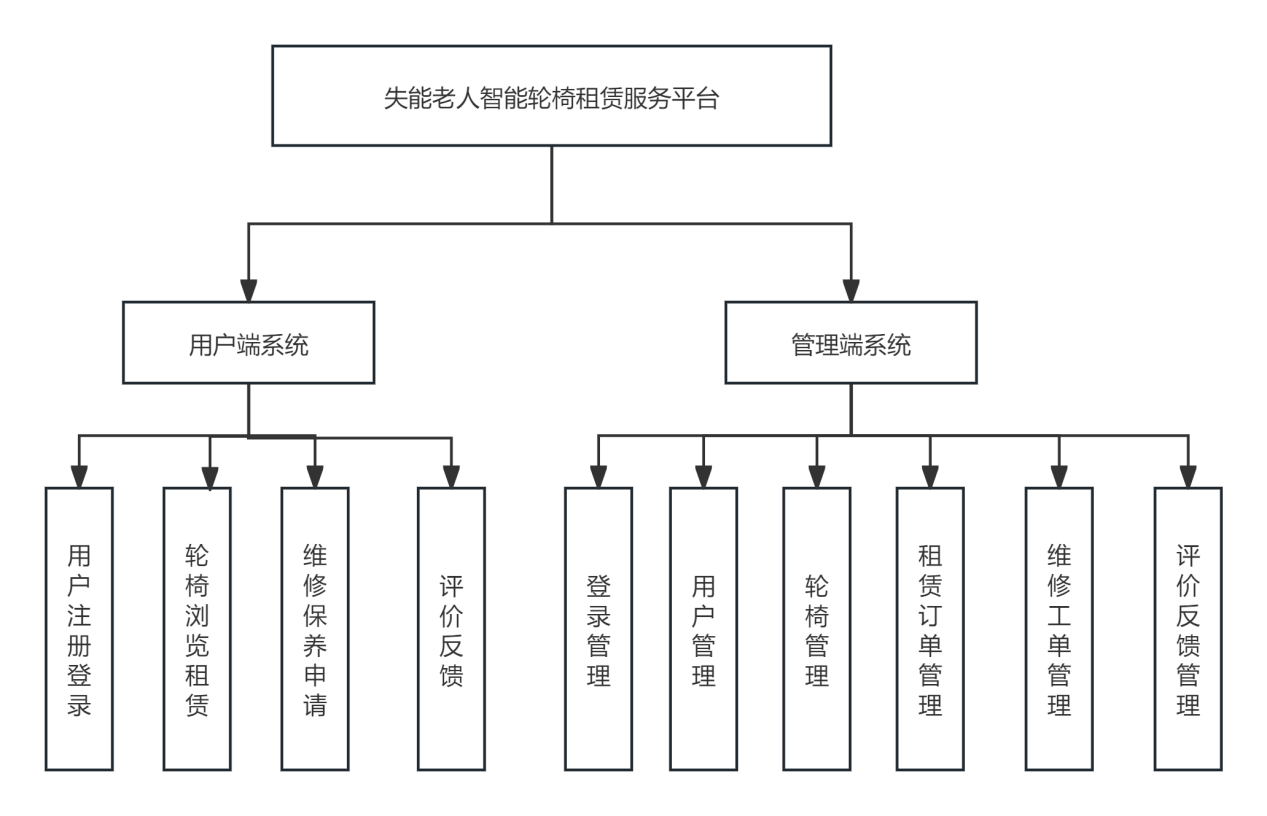 失能老人智能轮椅租赁服务平台
用户端系统
管理端系统
用户注册登录
轮椅浏览租赁
维修保养申请
评价反馈
登录管理
用户管理
轮椅管理
租赁订单管理
维修工单管理
评价反馈管理